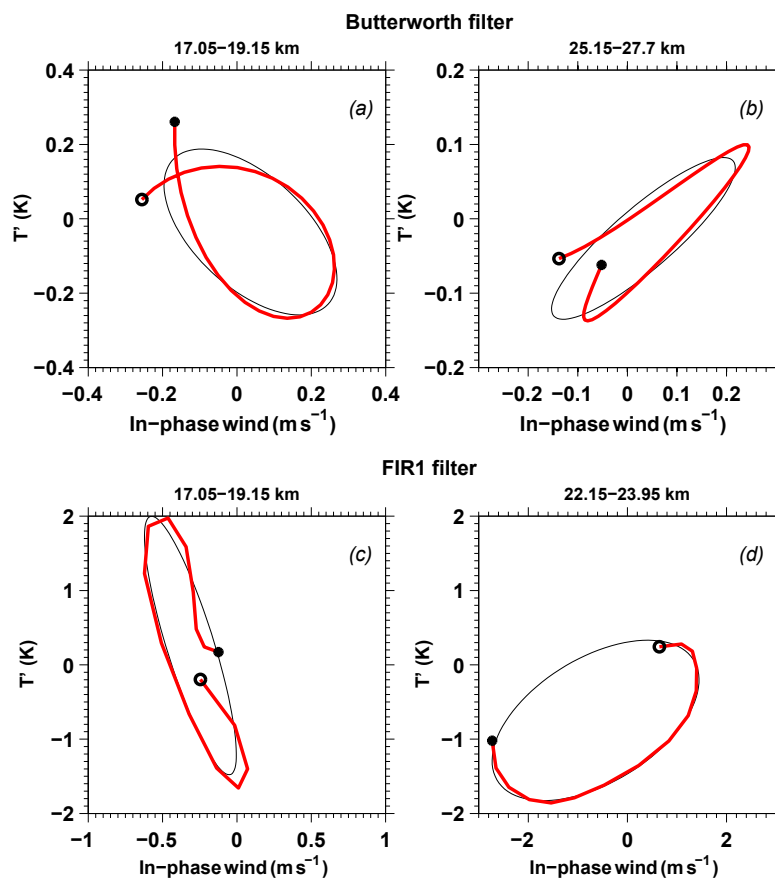 Butterworth filter
17.05−19.15 km
25.15−27.7 km
(a)
(b)
T' (K)
0.4
0.2
0
−0.2
−0.4
−0.4 −0.2 0 0.2 0.4
In−phase wind (m s⁻¹)
T' (K)
0.2
0.1
0
−0.1
−0.2
−0.2 −0.1 0 0.1 0.2
In−phase wind (m s⁻¹)
FIR1 filter
17.05−19.15 km
22.15−23.95 km
(c)
(d)
T' (K)
2
1
0
−1
−2
−1 −0.5 0 0.5 1
In−phase wind (m s⁻¹)
T' (K)
2
1
0
−1
−2
−2 0 2
In−phase wind (m s⁻¹)